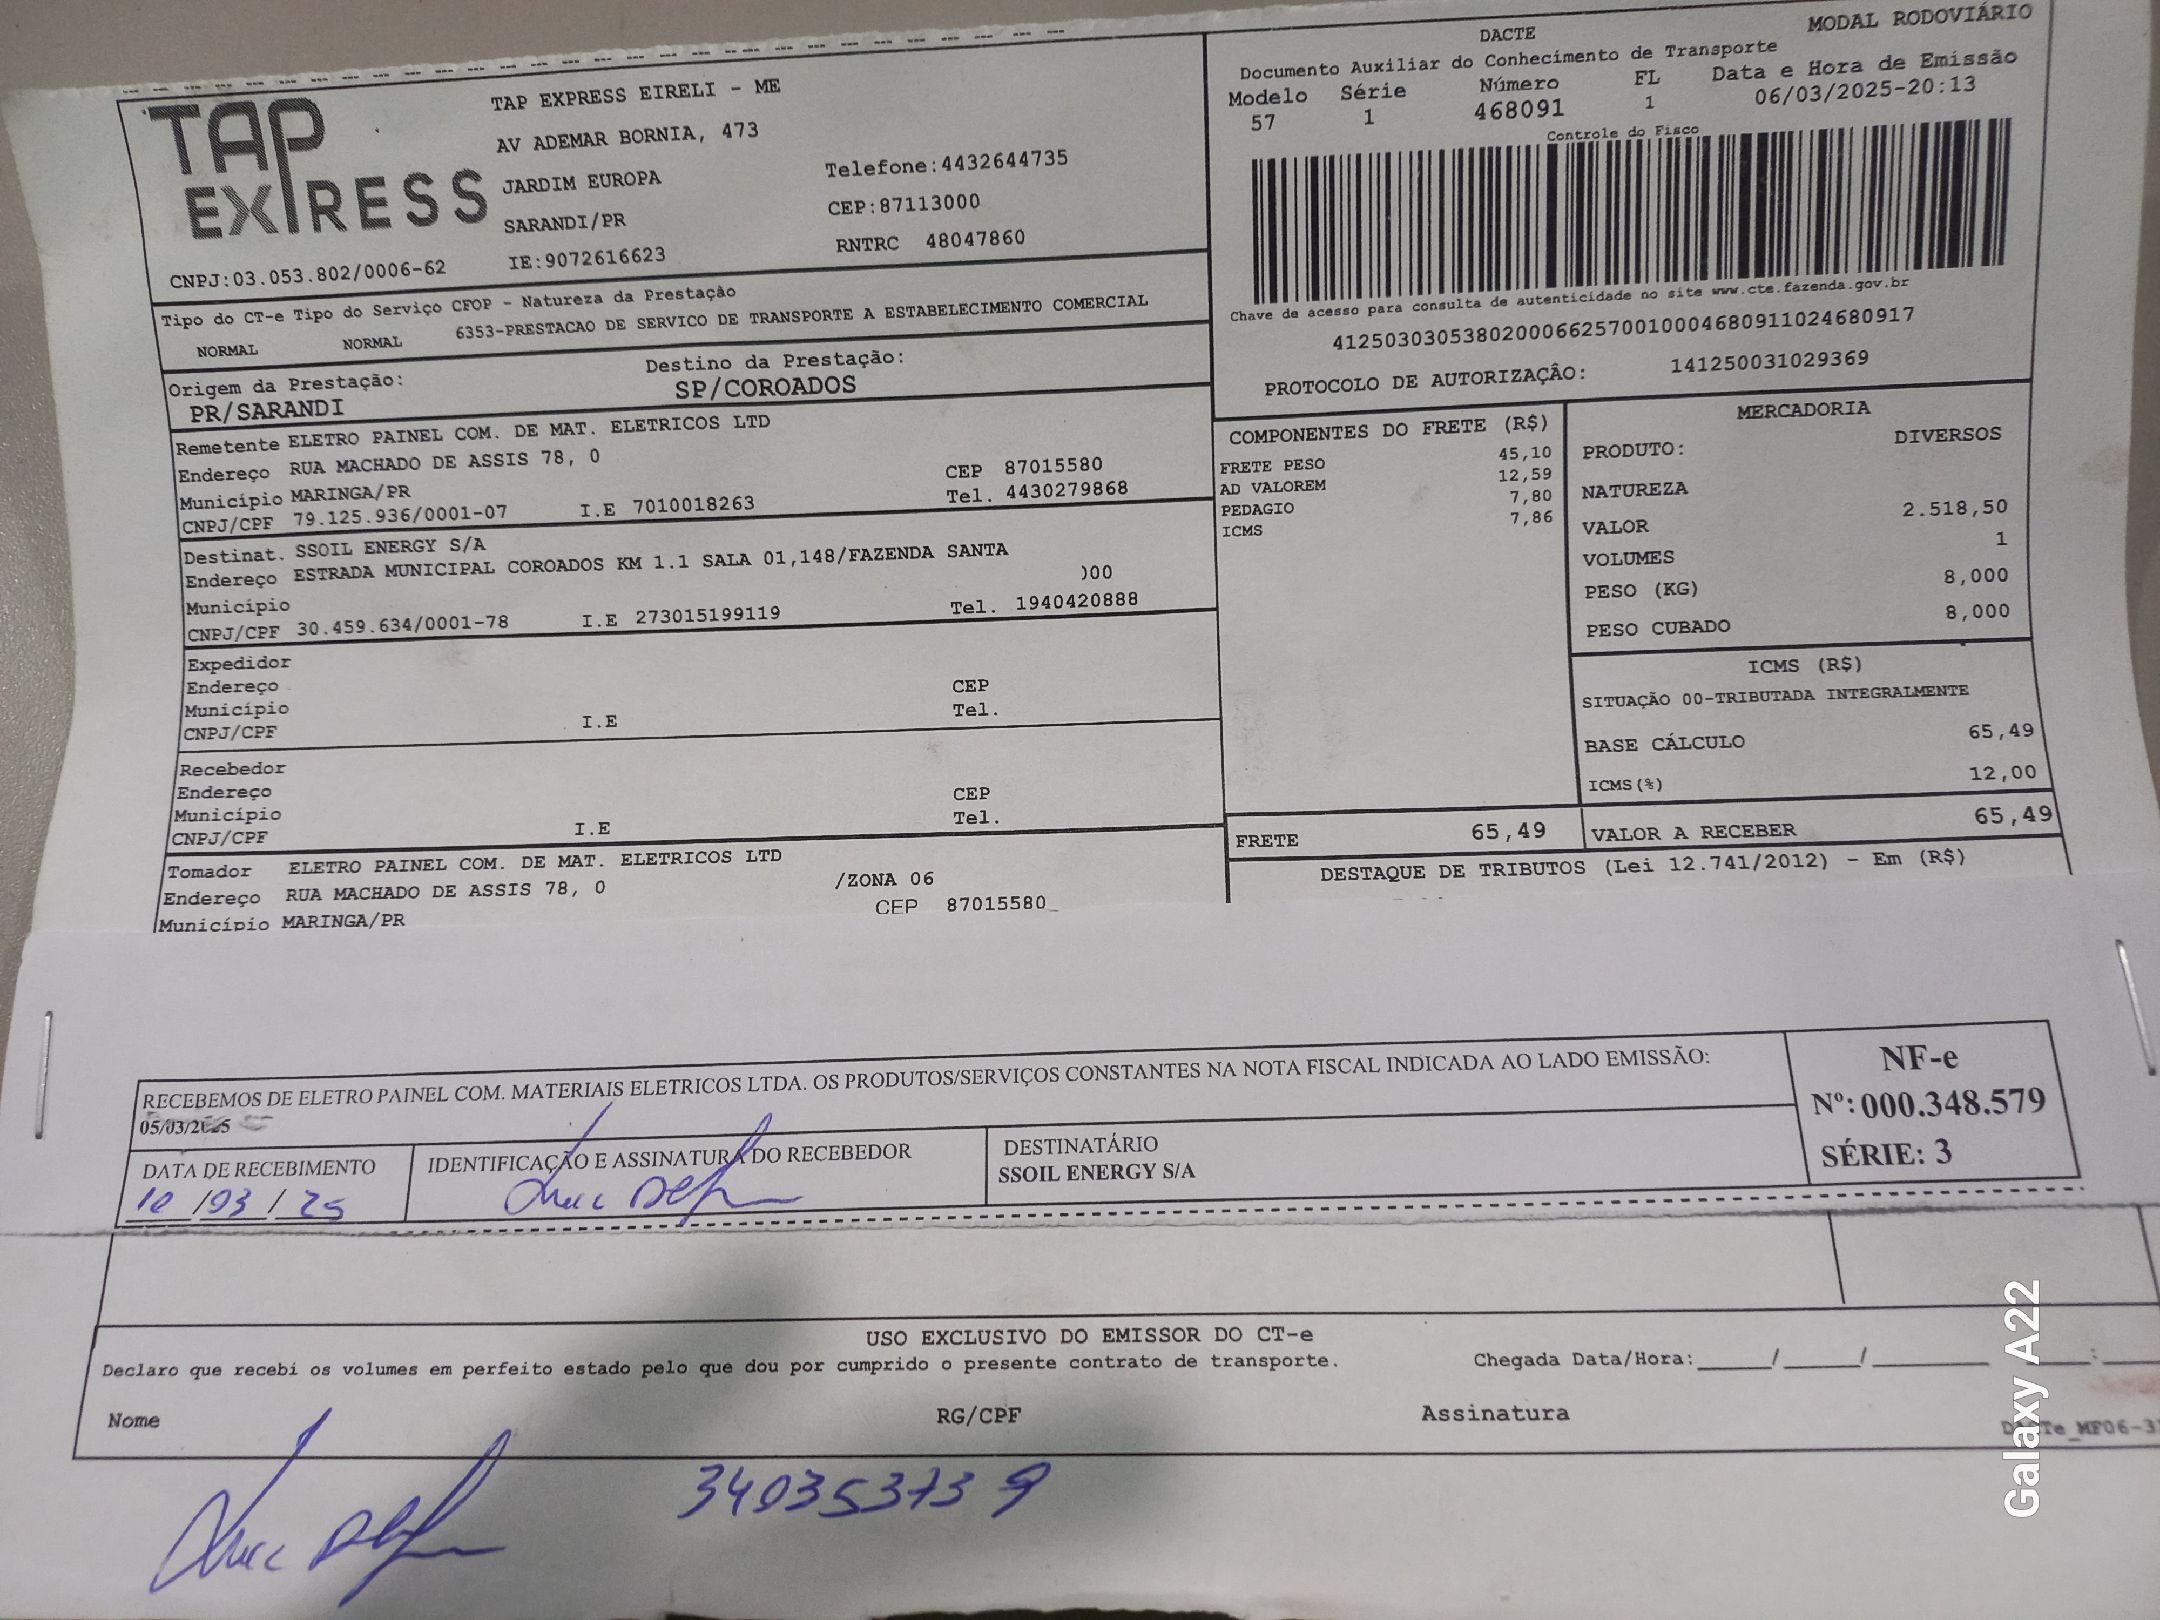 TAP EXPRESS
TAP EXPRESS EIRELI - ME
AV ADEMAR BORNIA, 473
JARDIM EUROPA Telefone:4432644735
SARANDI/PR CEP:87113000
CNPJ:03.053.802/0006-62 IE:9072616623 RNTRC 48047860
Tipo do CT-e Tipo do Serviço CFOP - Natureza da Prestação
NORMAL NORMAL 6353-PRESTACAO DE SERVICO DE TRANSPORTE A ESTABELECIMENTO COMERCIAL
Origem da Prestação: Destino da Prestação:
PR/SARANDI SP/COROADOS
Remetente ELETRO PAINEL COM. DE MAT. ELETRICOS LTD
Endereço RUA MACHADO DE ASSIS 78, 0 CEP 87015580
Município MARINGA/PR Tel. 4430279868
CNPJ/CPF 79.125.936/0001-07 I.E 7010018263
Destinat. SSOIL ENERGY S/A
Endereço ESTRADA MUNICIPAL COROADOS KM 1.1 SALA 01,148/FAZENDA SANTA
Município 000
CNPJ/CPF 30.459.634/0001-78 I.E 273015199119 Tel. 1940420888
Expedidor
Endereço CEP
Município Tel.
CNPJ/CPF I.E
Recebedor
Endereço CEP
Município Tel.
CNPJ/CPF I.E
Tomador ELETRO PAINEL COM. DE MAT. ELETRICOS LTD
Endereço RUA MACHADO DE ASSIS 78, 0 /ZONA 06
Município MARINGA/PR CEP 87015580
DACTE MODAL RODOVIÁRIO
Documento Auxiliar do Conhecimento de Transporte
Modelo Série Número FL Data e Hora de Emissão
57 1 468091 1 06/03/2025-20:13
Controle do Fisco
Chave de acesso para consulta de autenticidade no site www.cte.fazenda.gov.br
41250303053802000662570010004680911024680917
PROTOCOLO DE AUTORIZAÇÃO: 141250031029369
COMPONENTES DO FRETE (R$)
FRETE PESO 45,10
AD VALOREM 12,59
PEDAGIO 7,80
ICMS 7,86
MERCADORIA
PRODUTO: DIVERSOS
NATUREZA
VALOR 2.518,50
VOLUMES 1
PESO (KG) 8,000
PESO CUBADO 8,000
ICMS (R$)
SITUAÇÃO 00-TRIBUTADA INTEGRALMENTE
BASE CÁLCULO 65,49
ICMS(%) 12,00
FRETE 65,49 VALOR A RECEBER 65,49
DESTAQUE DE TRIBUTOS (Lei 12.741/2012) - Em (R$)
RECEBEMOS DE ELETRO PAINEL COM. MATERIAIS ELETRICOS LTDA. OS PRODUTOS/SERVIÇOS CONSTANTES NA NOTA FISCAL INDICADA AO LADO EMISSÃO:
05/03/2025
DATA DE RECEBIMENTO IDENTIFICAÇÃO E ASSINATURA DO RECEBEDOR DESTINATÁRIO
10/03/25 SSOIL ENERGY S/A
NF-e
Nº:000.348.579
SÉRIE: 3
USO EXCLUSIVO DO EMISSOR DO CT-e
Declaro que recebi os volumes em perfeito estado pelo que dou por cumprido o presente contrato de transporte. Chegada Data/Hora:_____/_____/________ :
Nome RG/CPF Assinatura
340353739
Galaxy A22